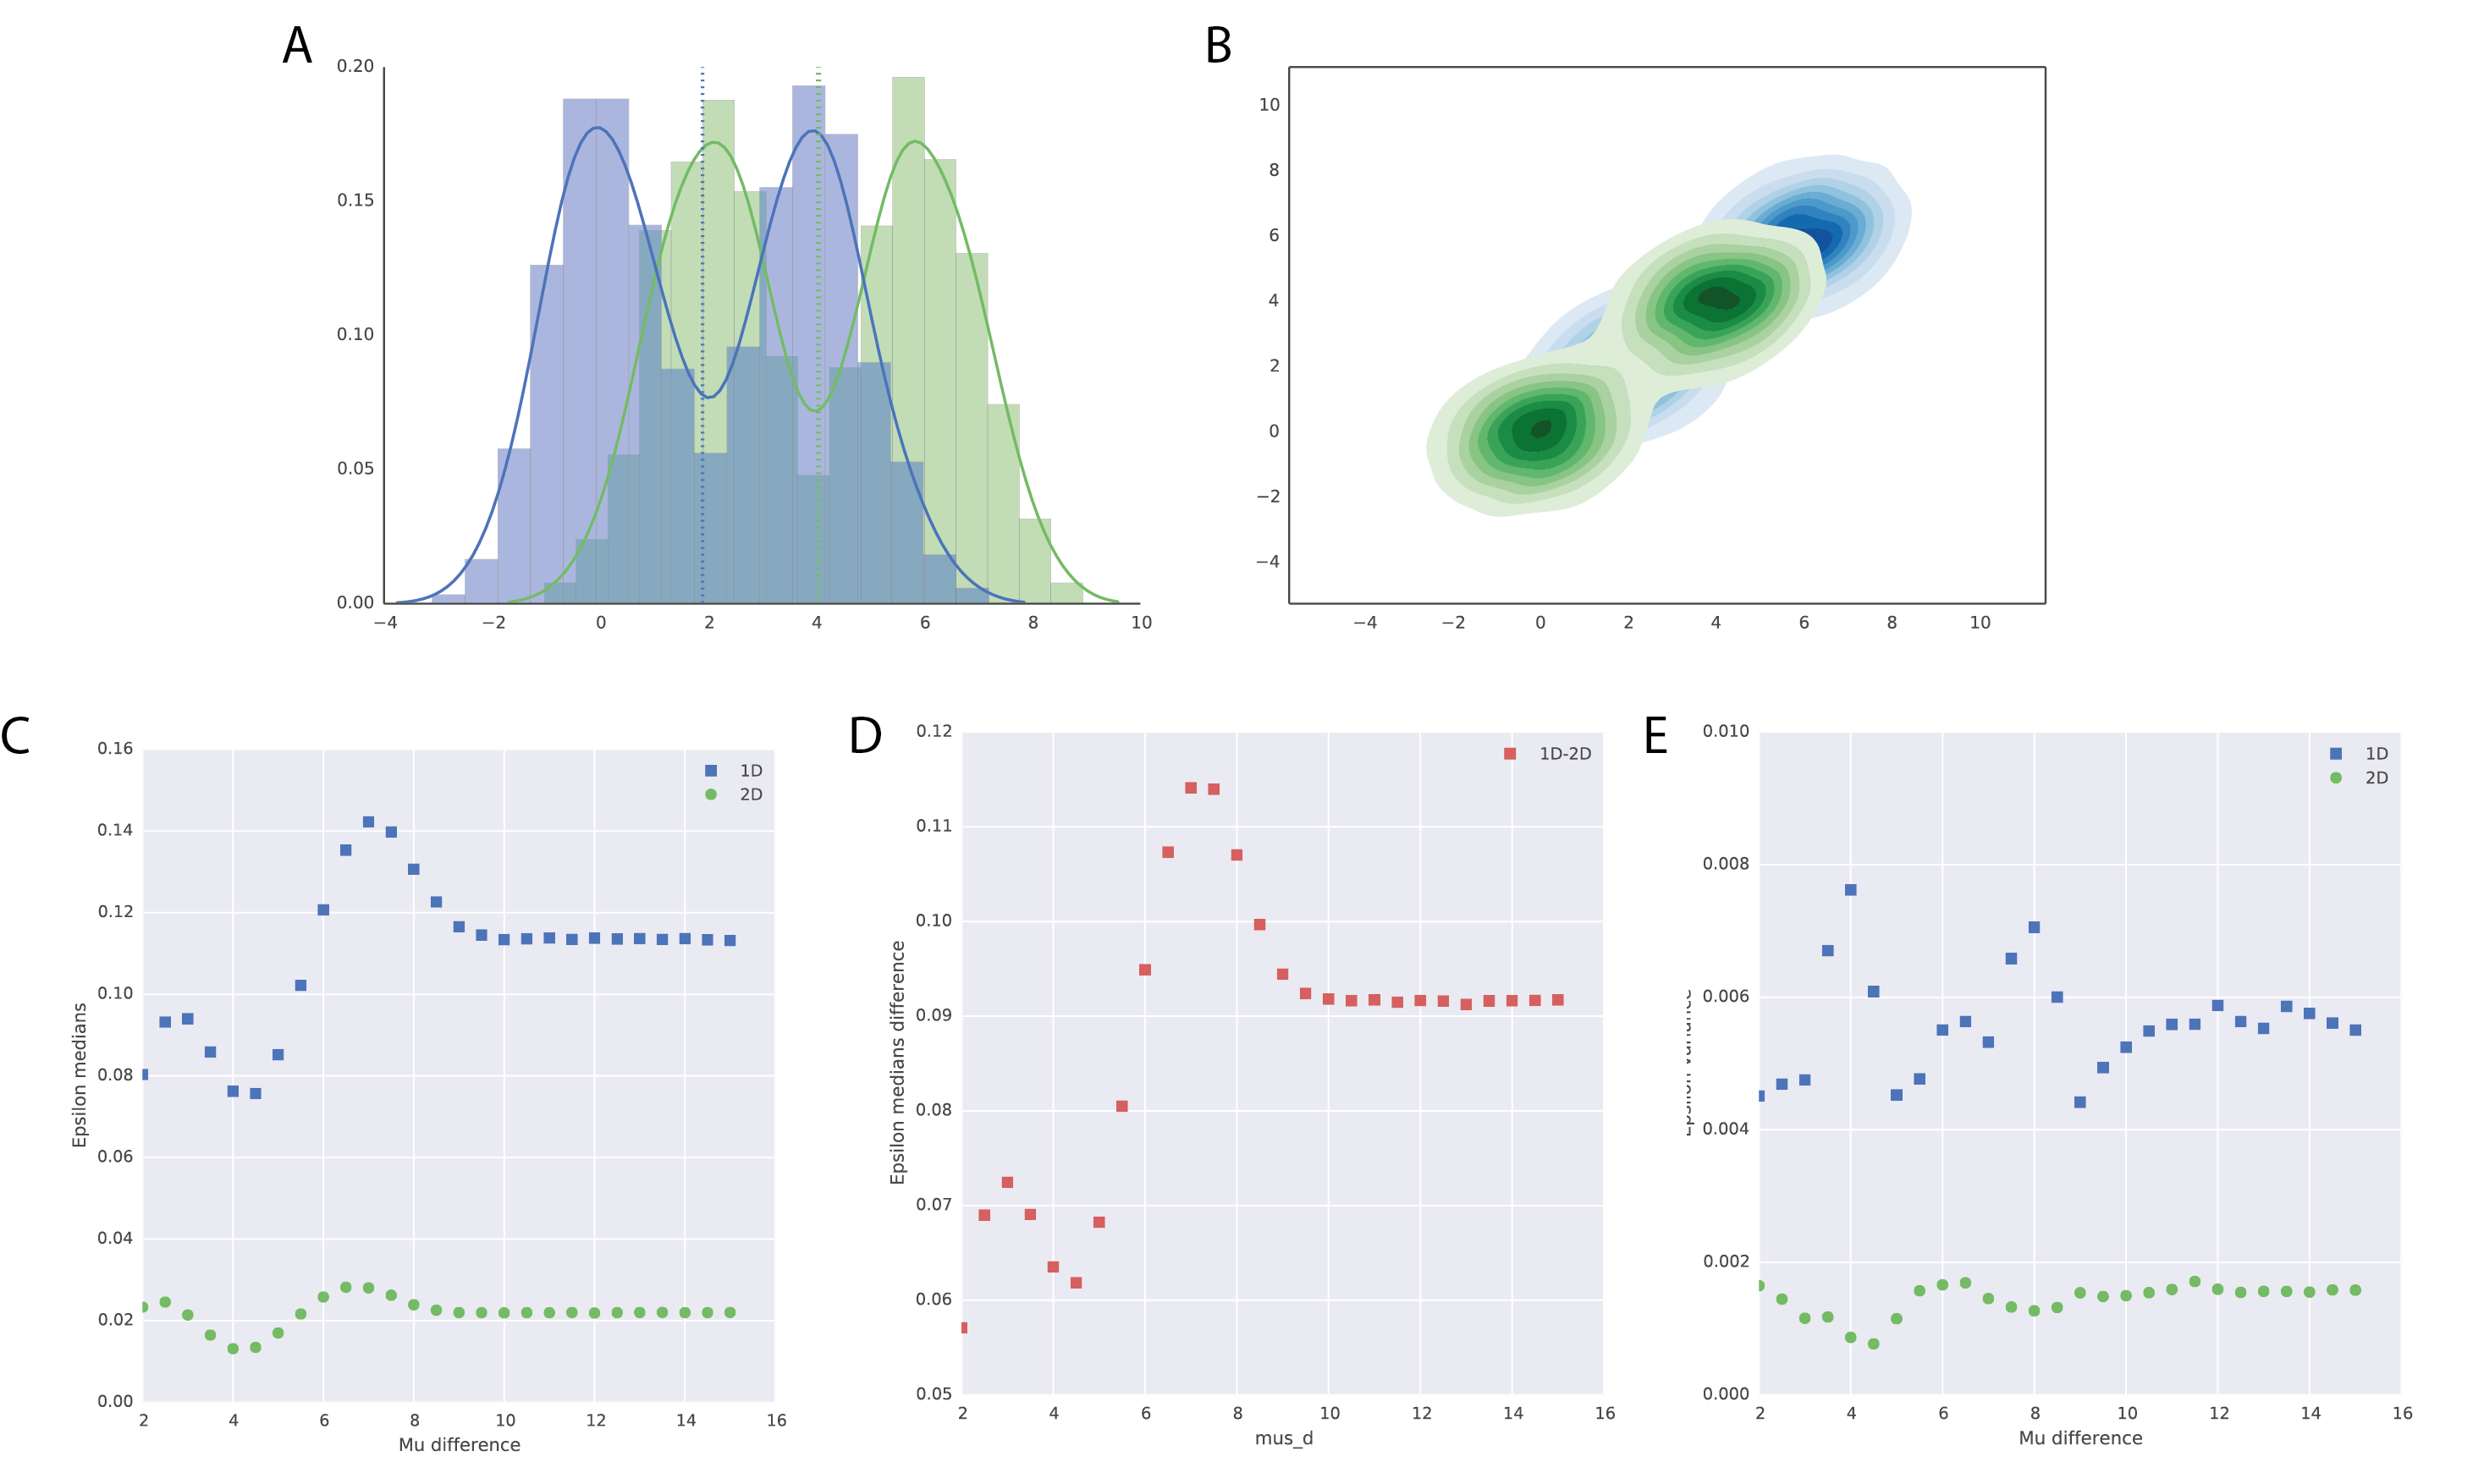 A
B
0.20
0.15
0.10
0.05
0.00
−4 −2 0 2 4 6 8 10
10
8
6
4
2
0
−2
−4
−4 −2 0 2 4 6 8 10
C
0.16
0.14
0.12
0.10
0.08
0.06
0.04
0.02
0.00
Epsilon medians
1D
2D
2 4 6 8 10 12 14 16
Mu difference
D
0.12
0.11
0.10
0.09
0.08
0.07
0.06
0.05
Epsilon medians difference
1D-2D
2 4 6 8 10 12 14 16
mus_d
E
0.010
0.008
0.006
0.004
0.002
0.000
Epsilon variance
1D
2D
2 4 6 8 10 12 14 16
Mu difference